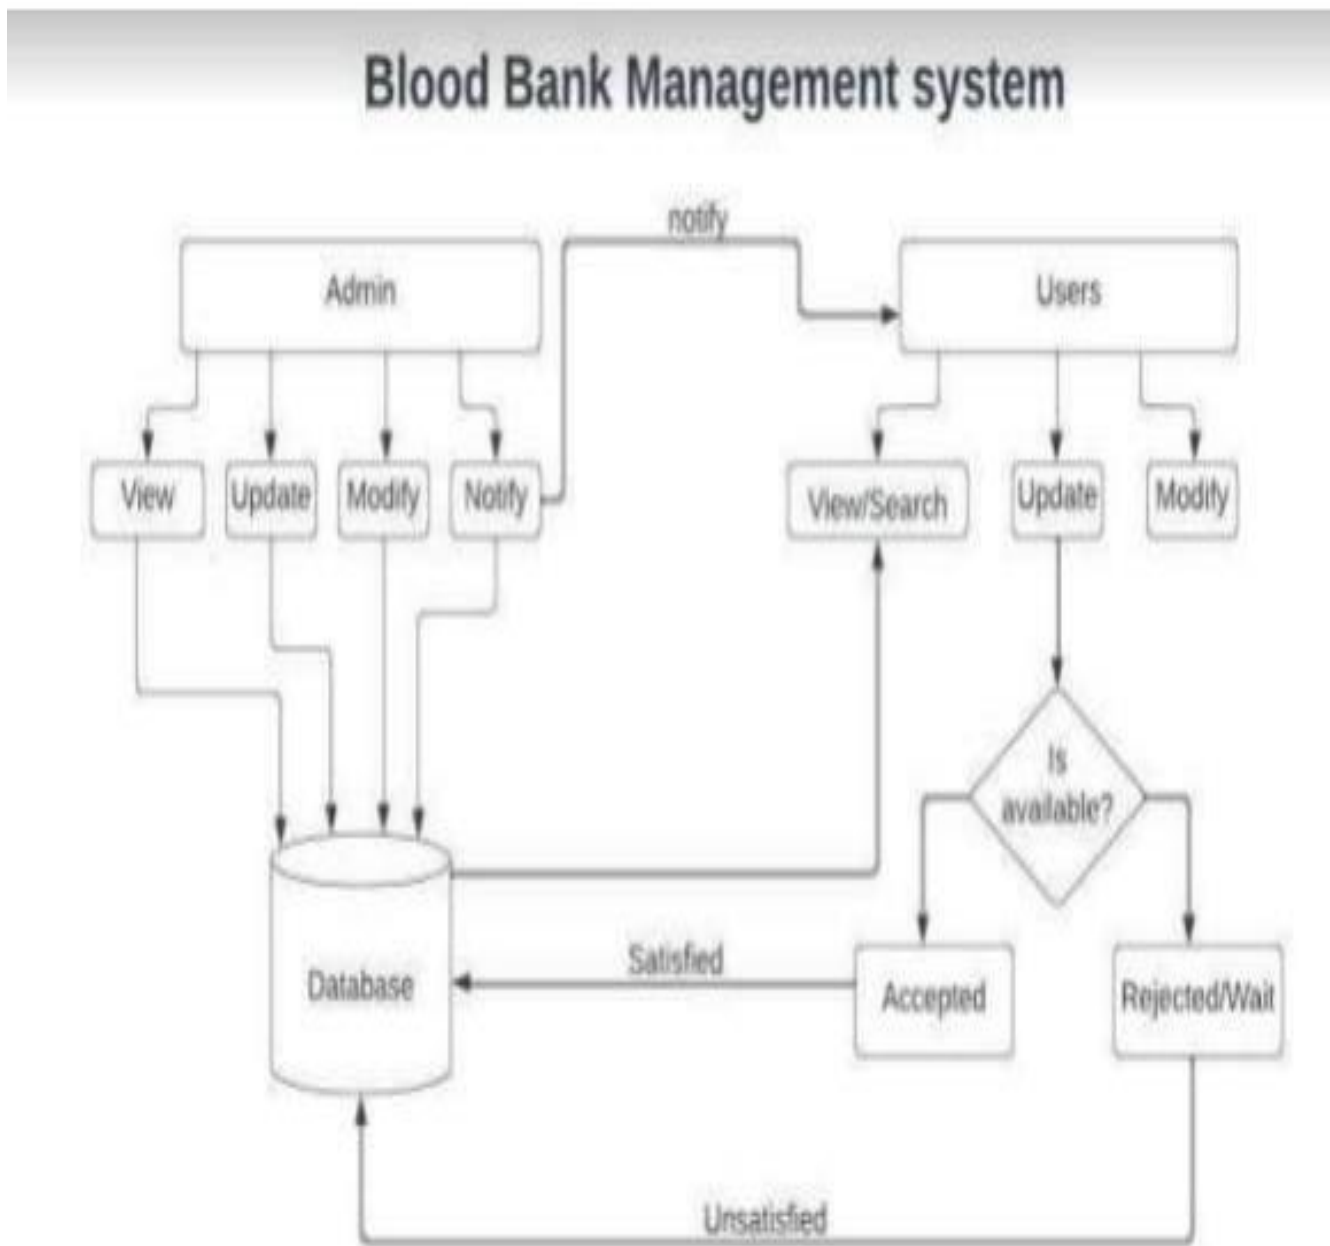 Blood Bank Management system
notify
Admin
Users
View
Update
Modify
Notify
View/Search
Update
Modify
Is
available?
Satisfied
Database
Accepted
Rejected/Wait
Unsatisfied